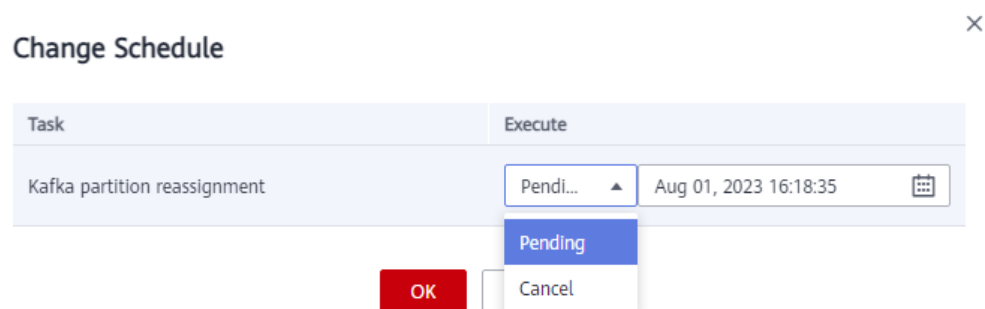 Change Schedule
Task Execute
Kafka partition reassignment Pendi... Aug 01, 2023 16:18:35
Pending
OK Cancel